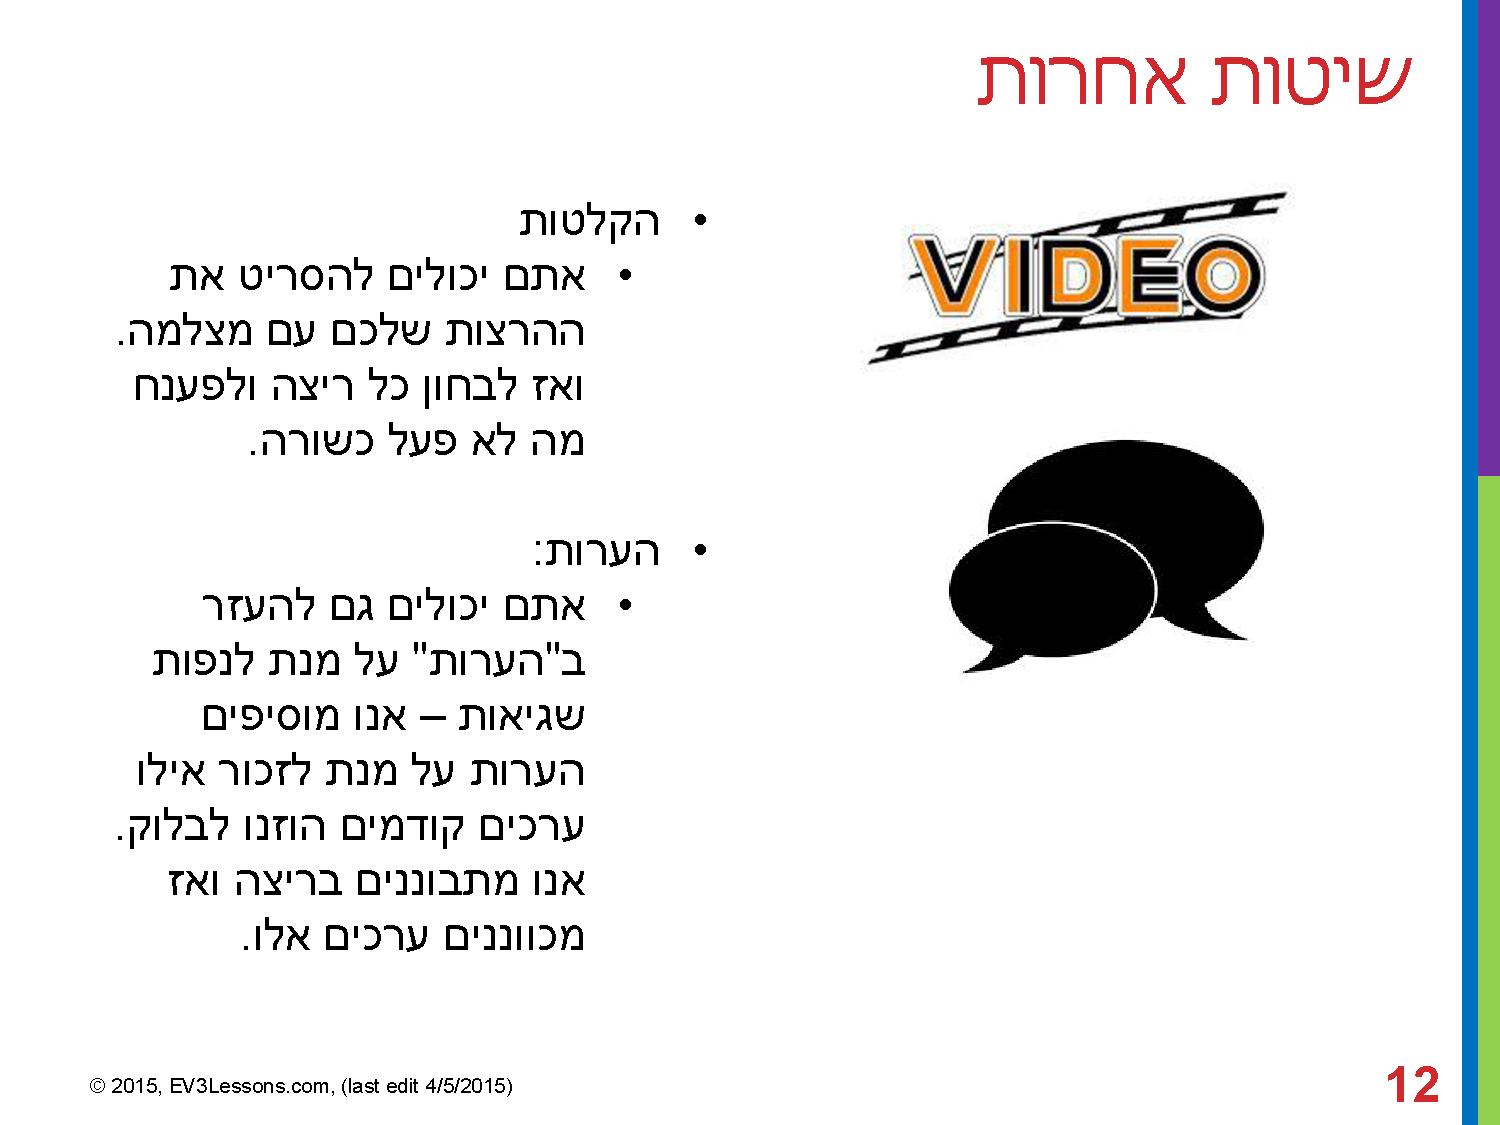 שיטות אחרות
• הקלטות
• אתם יכולים להסריט את
ההרצות שלכם עם מצלמה.
ואז לבחון כל ריצה ולפענח
מה לא פעל כשורה.
• הערות:
• אתם יכולים גם להעזר
ב"הערות" על מנת לנפות
שגיאות – אנו מוסיפים
הערות על מנת לזכור אילו
ערכים קודמים הוזנו לבלוק.
אנו מתבוננים בריצה ואז
מכווננים ערכים אלו.
VIDEO
© 2015, EV3Lessons.com, (last edit 4/5/2015)
12